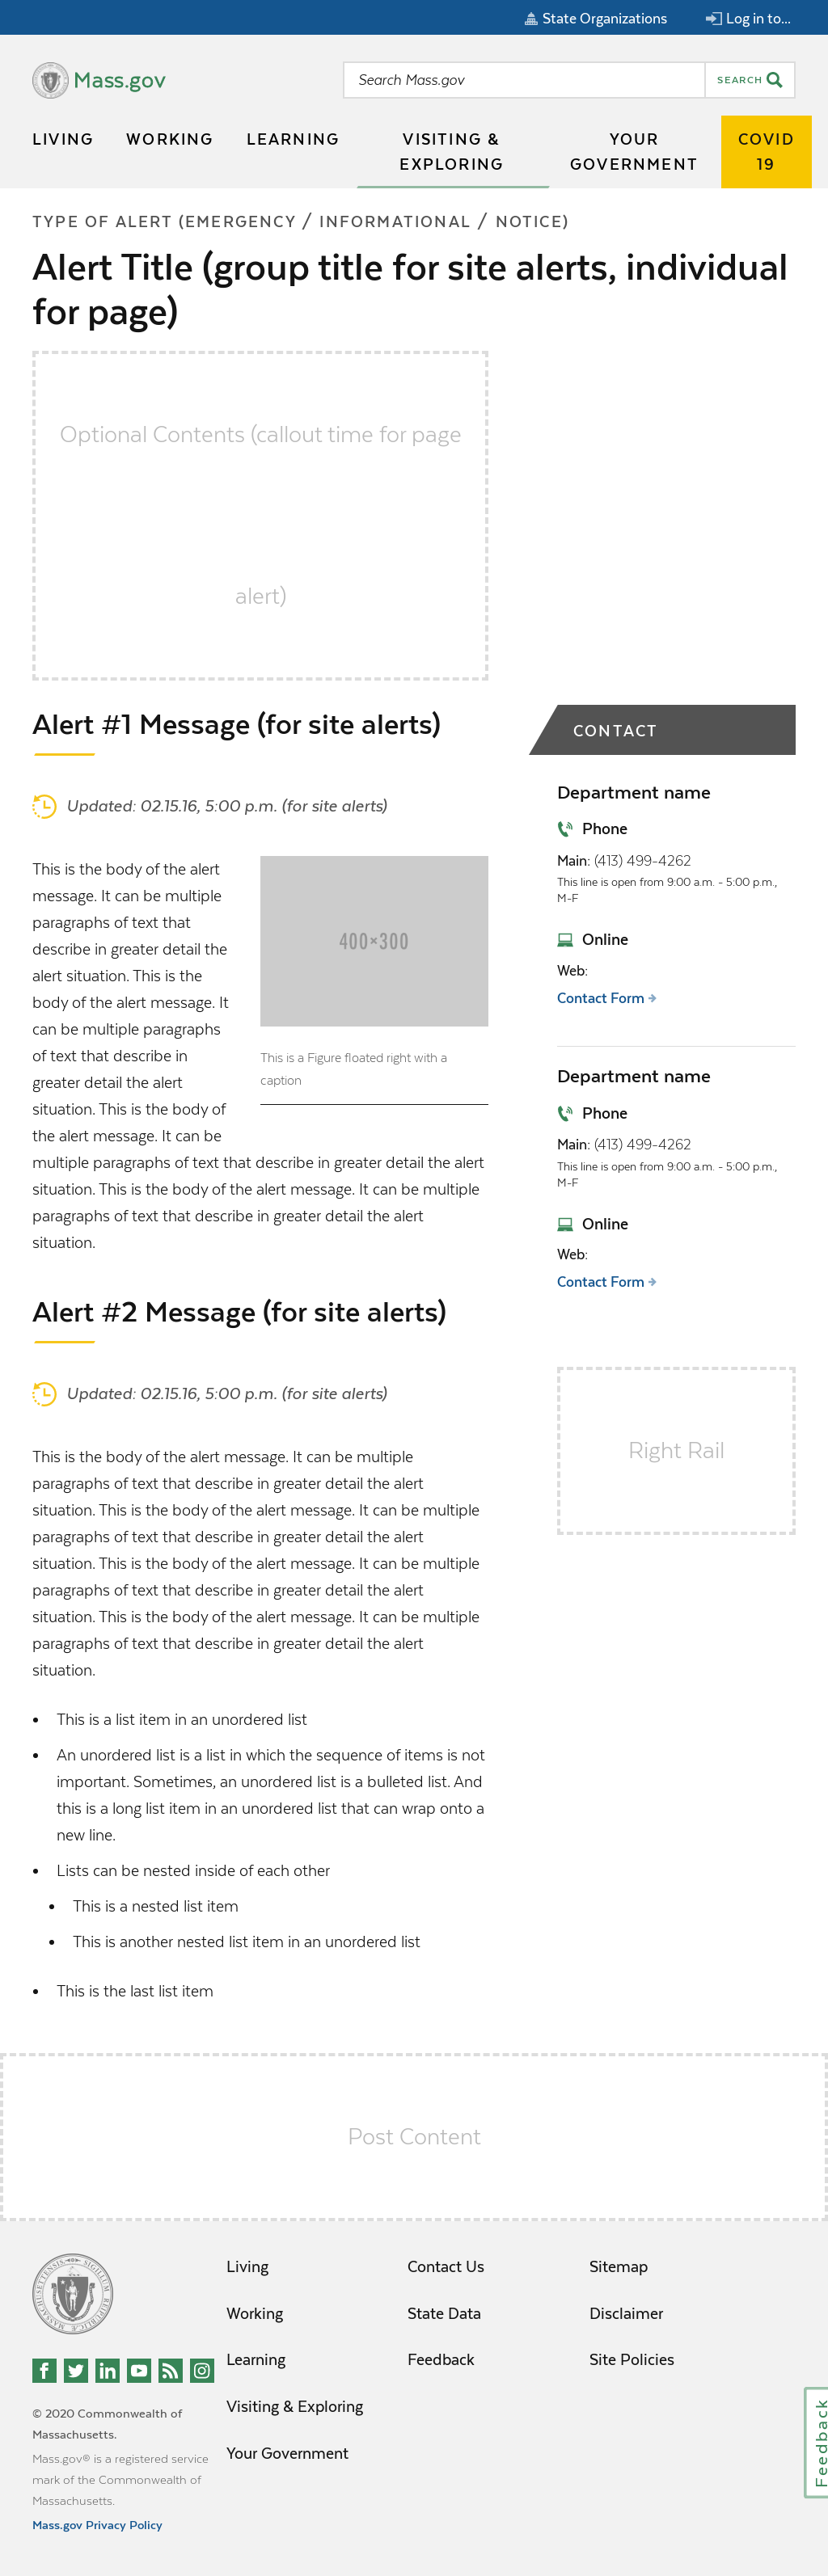 State Organizations
Log in to...
Mass.gov
Search Mass.gov
SEARCH
LIVING
WORKING
LEARNING
VISITING &
EXPLORING
YOUR
GOVERNMENT
COVID
19
TYPE OF ALERT (EMERGENCY / INFORMATIONAL / NOTICE)
Alert Title (group title for site alerts, individual
for page)
Optional Contents (callout time for page
alert)
Alert #1 Message (for site alerts)
Updated: 02.15.16, 5:00 p.m. (for site alerts)
This is the body of the alert
message. It can be multiple
paragraphs of text that
describe in greater detail the
alert situation. This is the
body of the alert message. It
can be multiple paragraphs
of text that describe in
greater detail the alert
situation. This is the body of
the alert message. It can be
multiple paragraphs of text that describe in greater detail the alert
situation. This is the body of the alert message. It can be multiple
paragraphs of text that describe in greater detail the alert
situation.
400×300
This is a Figure floated right with a
caption
Alert #2 Message (for site alerts)
Updated: 02.15.16, 5:00 p.m. (for site alerts)
This is the body of the alert message. It can be multiple
paragraphs of text that describe in greater detail the alert
situation. This is the body of the alert message. It can be multiple
paragraphs of text that describe in greater detail the alert
situation. This is the body of the alert message. It can be multiple
paragraphs of text that describe in greater detail the alert
situation. This is the body of the alert message. It can be multiple
paragraphs of text that describe in greater detail the alert
situation.
• This is a list item in an unordered list
• An unordered list is a list in which the sequence of items is not
important. Sometimes, an unordered list is a bulleted list. And
this is a long list item in an unordered list that can wrap onto a
new line.
• Lists can be nested inside of each other
• This is a nested list item
• This is another nested list item in an unordered list
• This is the last list item
CONTACT
Department name
Phone
Main: (413) 499-4262
This line is open from 9:00 a.m. - 5:00 p.m.,
M-F
Online
Web:
Contact Form
Department name
Phone
Main: (413) 499-4262
This line is open from 9:00 a.m. - 5:00 p.m.,
M-F
Online
Web:
Contact Form
Right Rail
Post Content
Living
Working
Learning
Visiting & Exploring
Your Government
Contact Us
State Data
Feedback
Sitemap
Disclaimer
Site Policies
© 2020 Commonwealth of
Massachusetts.
Mass.gov® is a registered service
mark of the Commonwealth of
Massachusetts.
Mass.gov Privacy Policy
Feedback